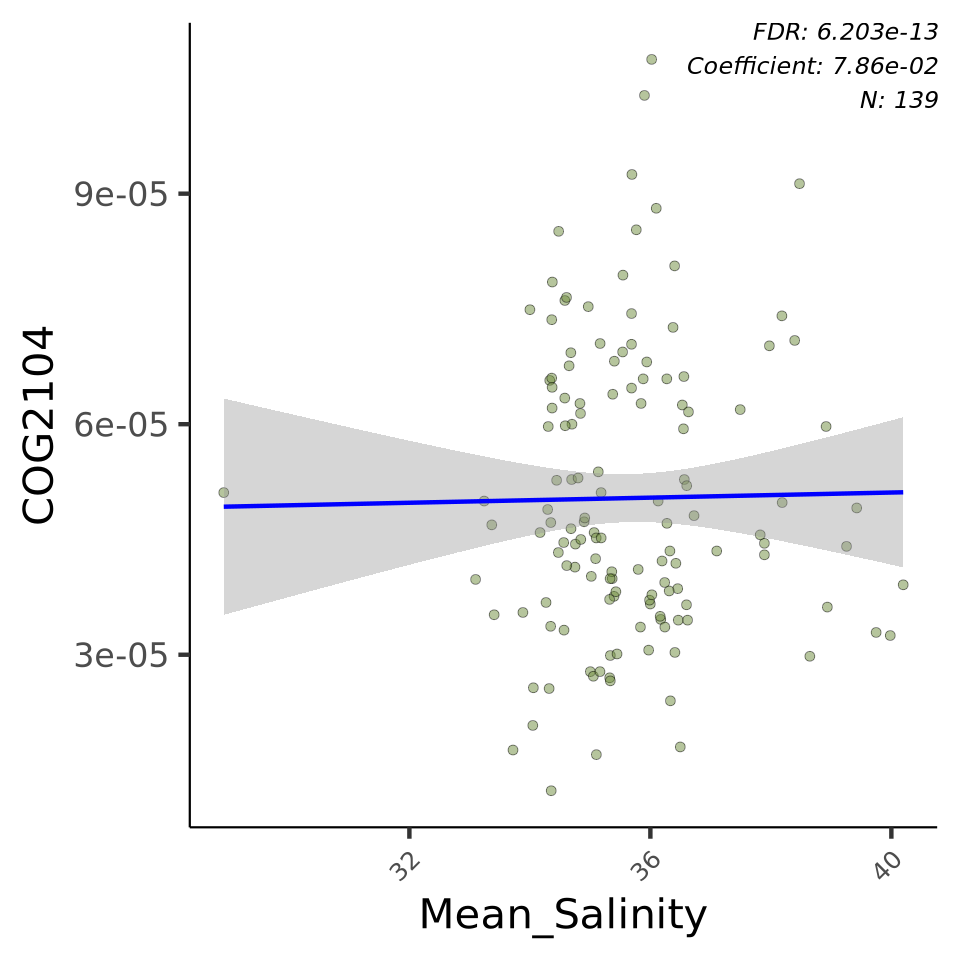 FDR: 6.203e-13
Coefficient: 7.86e-02
N: 139
9e-05
6e-05
3e-05
COG2104
32
36
40
Mean_Salinity